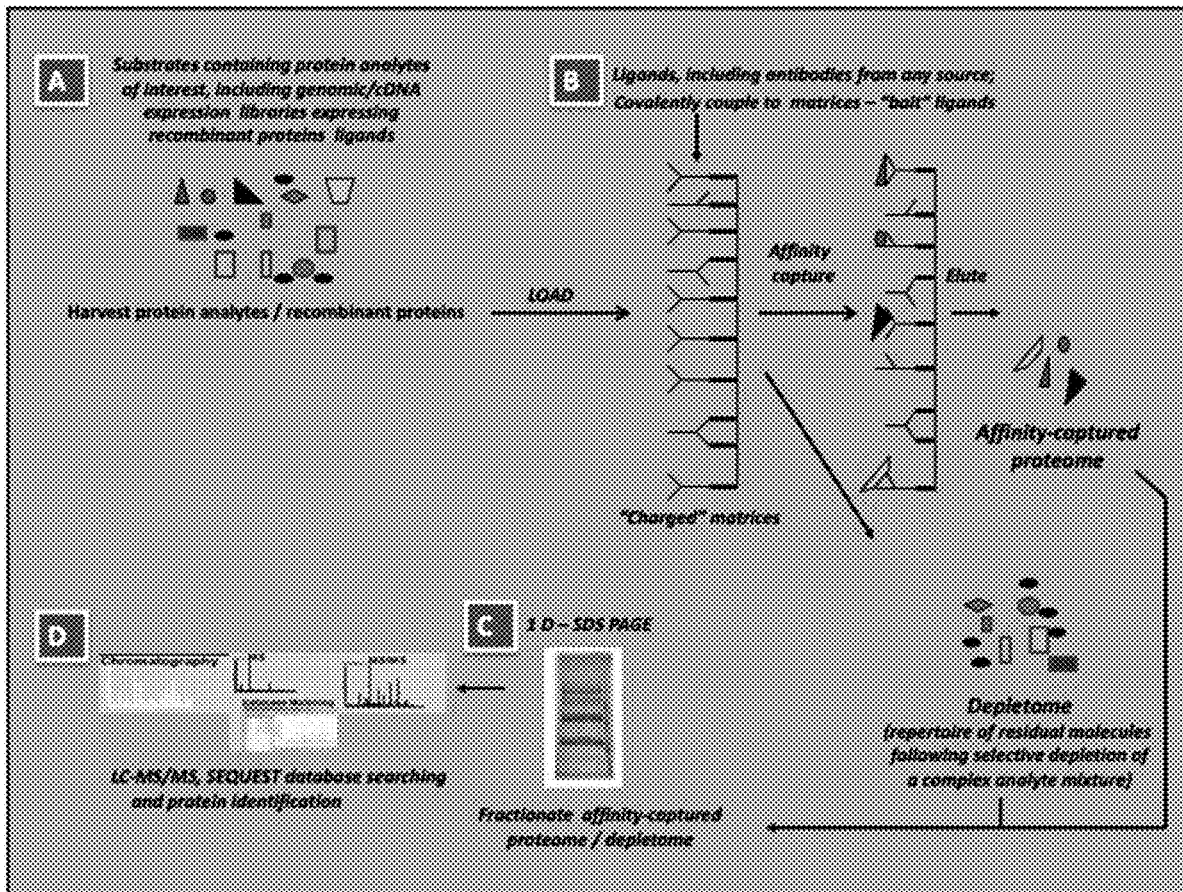 A
Substrates containing protein analytes
of interest, including genomic/cDNA
expression libraries expressing
recombinant proteins ligands
Harvest protein analytes / recombinant proteins
LOAD
B
Ligands, including antibodies from any source;
Covalently couple to matrices – "bait" ligands
"Charged" matrices
Affinity
capture
Elute
Affinity-captured
proteome
Depletome
(repertoire of residual molecules
following selective depletion of
a complex analyte mixture)
C
1 D – SDS PAGE
Fractionate affinity-captured
proteome / depletome
D
Chromatography
MS
MS/MS
LC-MS/MS, SEQUEST database searching
and protein identification